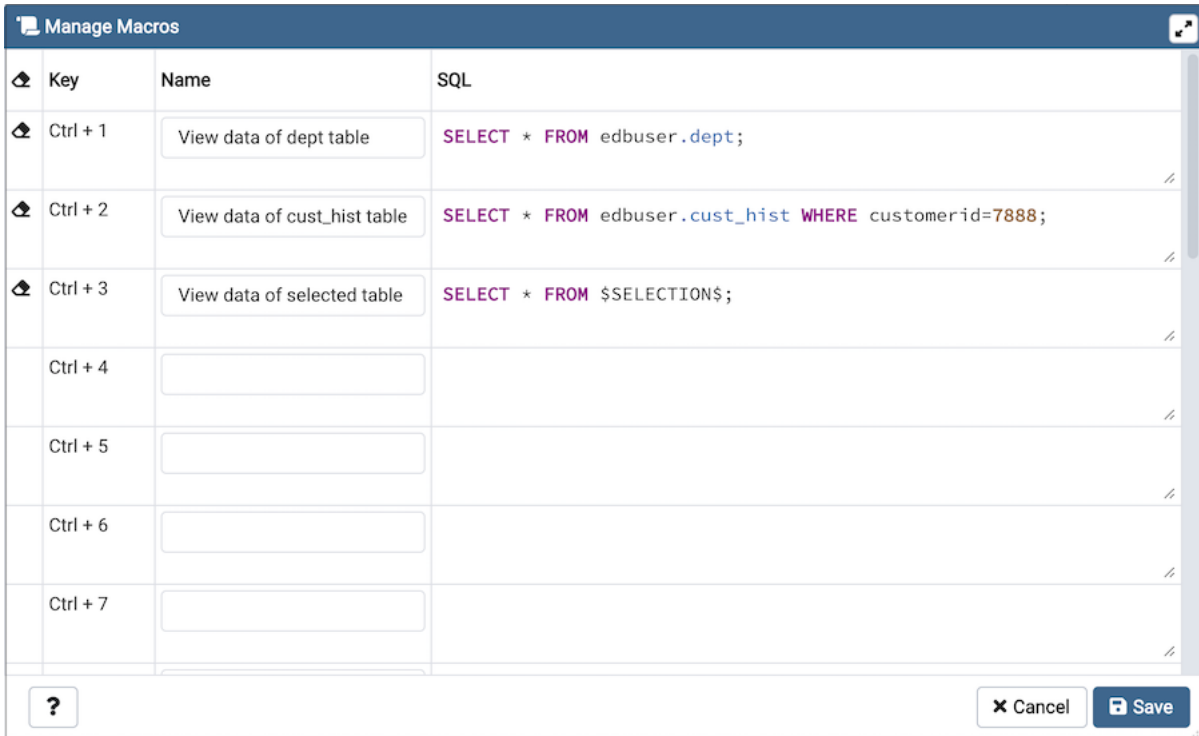 Manage Macros
Key Name SQL
Ctrl + 1 View data of dept table SELECT * FROM edbuser.dept;
Ctrl + 2 View data of cust_hist table SELECT * FROM edbuser.cust_hist WHERE customerid=7888;
Ctrl + 3 View data of selected table SELECT * FROM $SELECTION$;
Ctrl + 4
Ctrl + 5
Ctrl + 6
Ctrl + 7
? Cancel Save